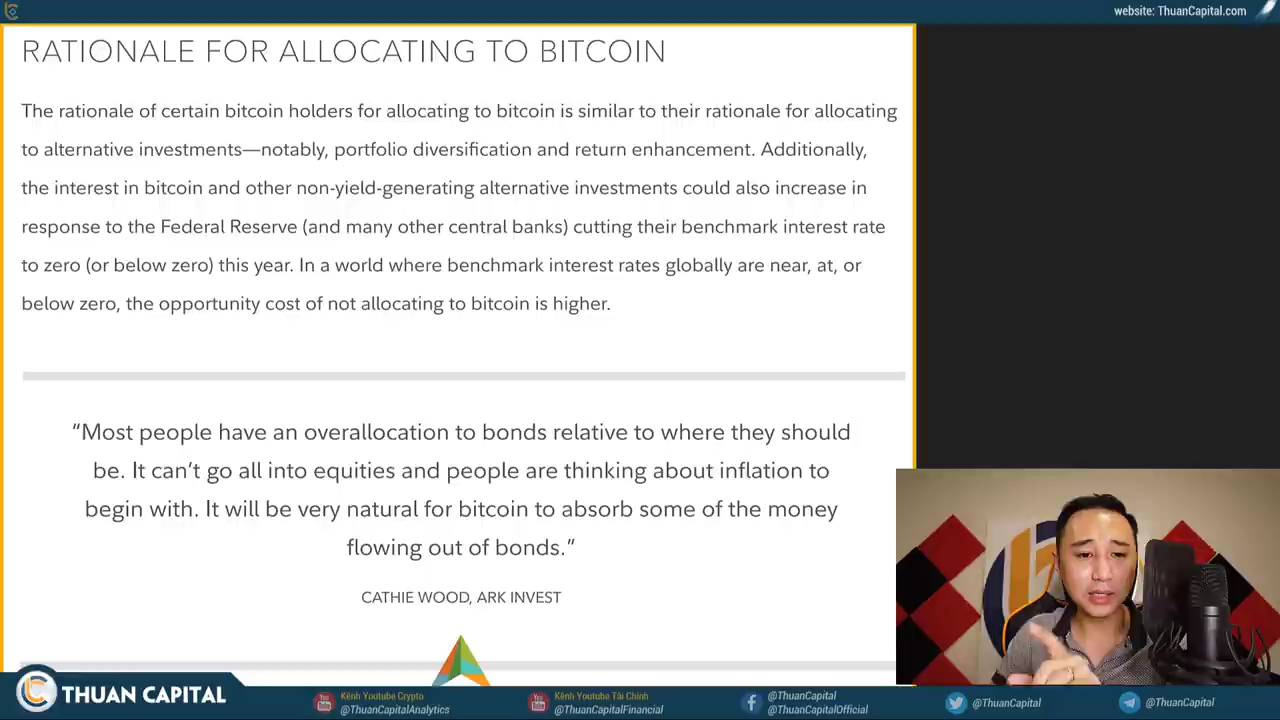 website: ThuanCapital.com
RATIONALE FOR ALLOCATING TO BITCOIN
The rationale of certain bitcoin holders for allocating to bitcoin is similar to their rationale for allocating
to alternative investments—notably, portfolio diversification and return enhancement. Additionally,
the interest in bitcoin and other non-yield-generating alternative investments could also increase in
response to the Federal Reserve (and many other central banks) cutting their benchmark interest rate
to zero (or below zero) this year. In a world where benchmark interest rates globally are near, at, or
below zero, the opportunity cost of not allocating to bitcoin is higher.
“Most people have an overallocation to bonds relative to where they should
be. It can’t go all into equities and people are thinking about inflation to
begin with. It will be very natural for bitcoin to absorb some of the money
flowing out of bonds.”
CATHIE WOOD, ARK INVEST
THUAN CAPITAL
Kênh Youtube Crypto
@ThuanCapitalAnalytics
Kênh Youtube Tài Chính
@ThuanCapitalFinancial
@ThuanCapital
@ThuanCapitalOfficial
@ThuanCapital
@ThuanCapital